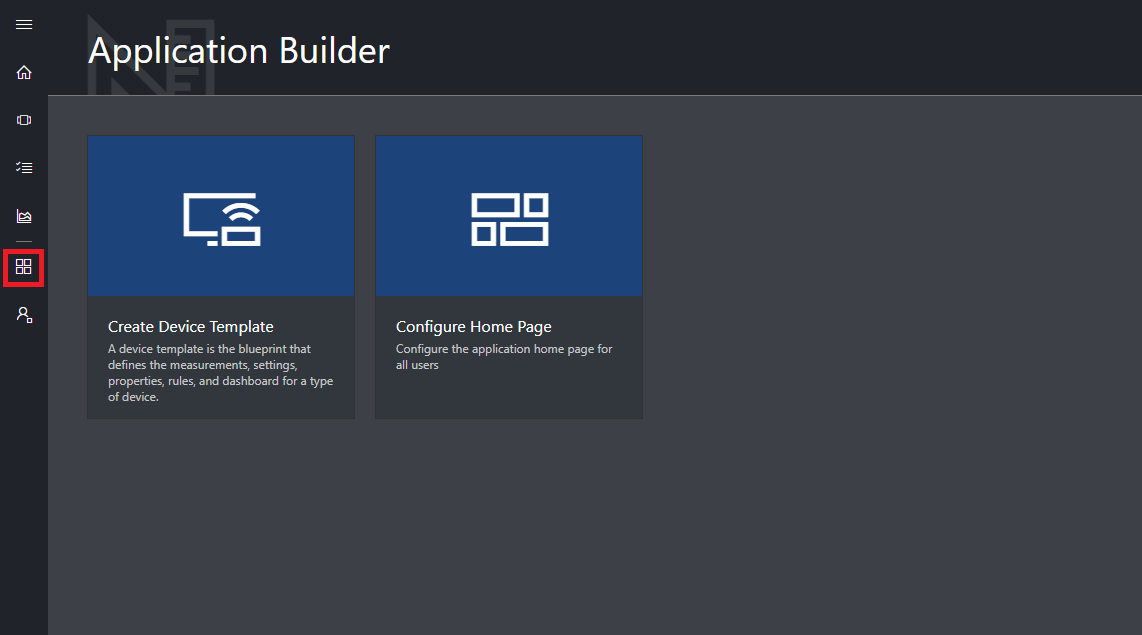 Application Builder
Create Device Template
A device template is the blueprint that
defines the measurements, settings,
properties, rules, and dashboard for a type
of device.
Configure Home Page
Configure the application home page for
all users